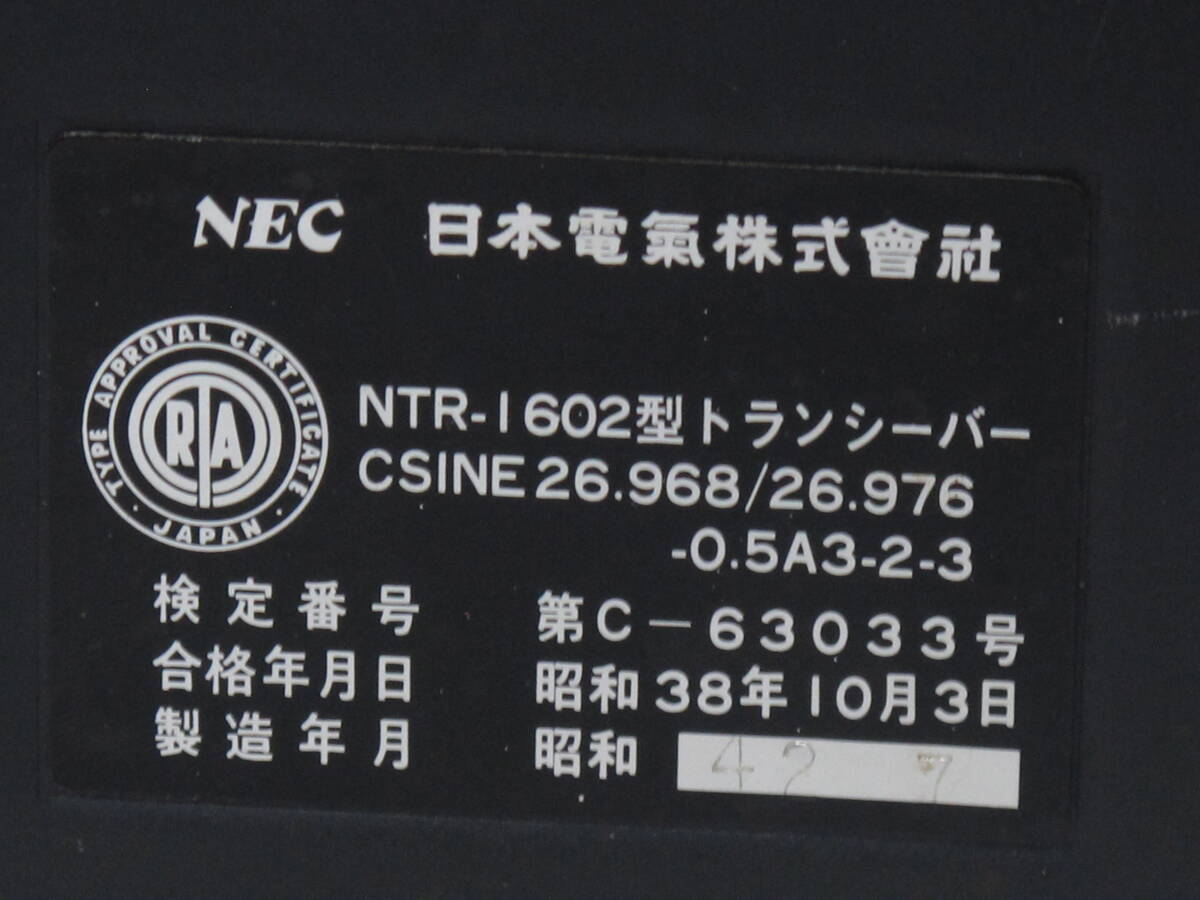 NEC 日本電氣株式會社
TYPE APPROVAL CERTIFICATE
RTA
・JAPAN・
NTR-1602型トランシーバー
CSINE 26.968/26.976
-0.5A3-2-3
検定番号 第C-63033号
合格年月日 昭和38年10月3日
製造年月 昭和 42 7